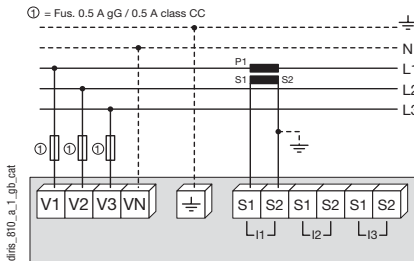 ① = Fus. 0.5 A gG / 0.5 A class CC
N
P1
L1
S1 S2
L2
L3
① ① ①
V1 V2 V3 VN S1 S2 S1 S2 S1 S2
I1 I2 I3
diris_810_a_1_gb_cat